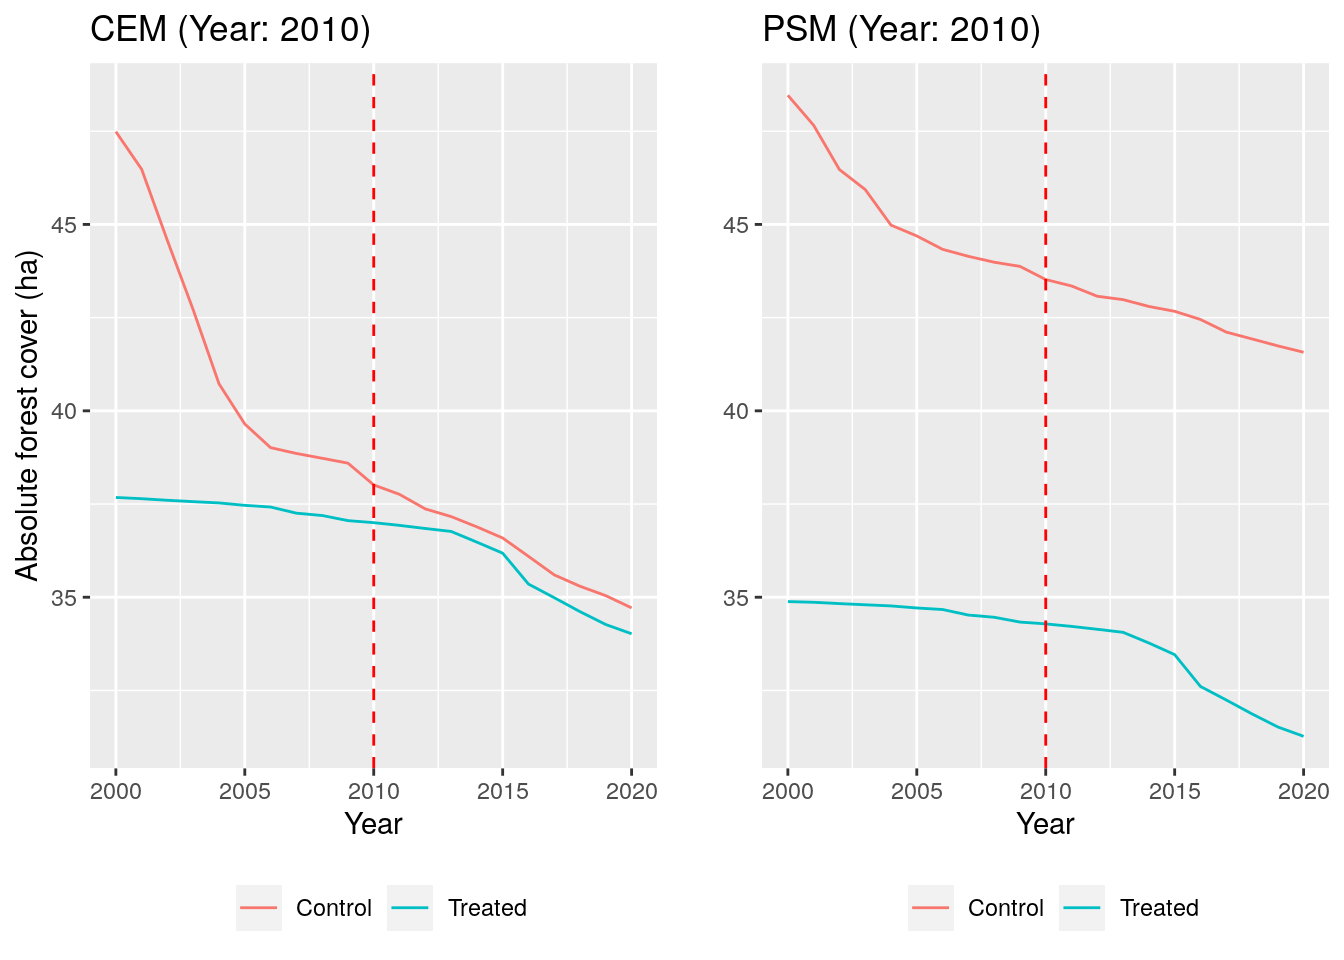 CEM (Year: 2010)
Absolute forest cover (ha)
45
40
35
2000 2005 2010 2015 2020
Year
Control Treated
PSM (Year: 2010)
45
40
35
2000 2005 2010 2015 2020
Year
Control Treated